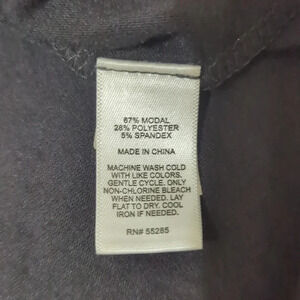 67% MODAL
28% POLYESTER
5% SPANDEX
MADE IN CHINA
MACHINE WASH COLD
WITH LIKE COLORS.
GENTLE CYCLE. ONLY
NON-CHLORINE BLEACH
WHEN NEEDED. LAY
FLAT TO DRY. COOL
IRON IF NEEDED.
RN# 55285